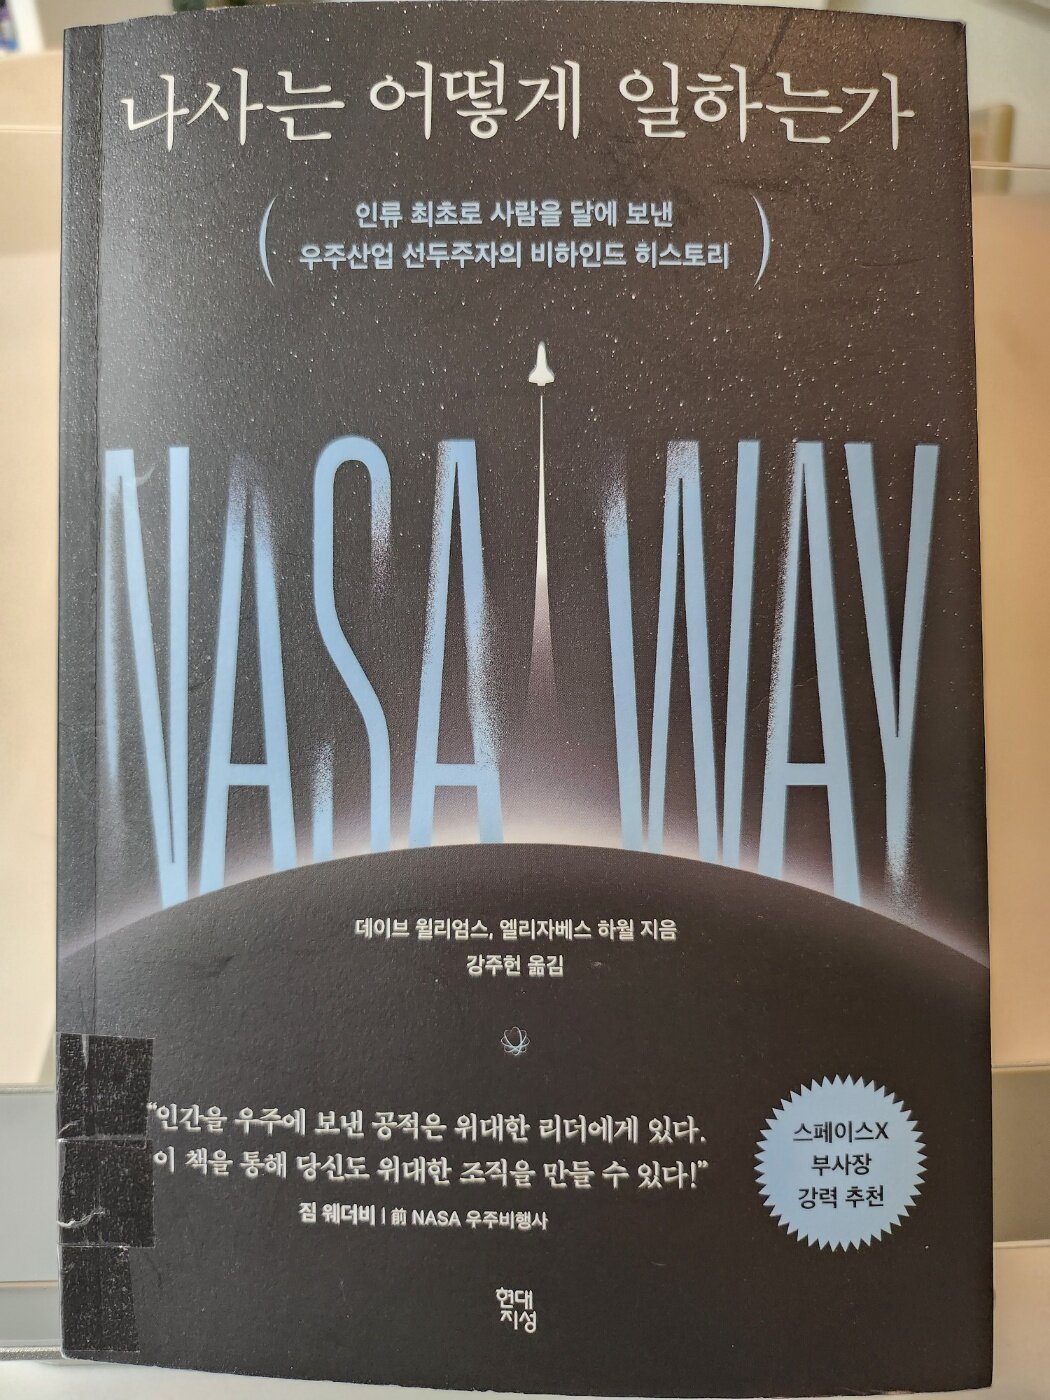 나사는 어떻게 일하는가
인류 최초로 사람을 달에 보낸
우주산업 선두주자의 비하인드 히스토리
NASA WAY
데이브 윌리엄스, 엘리자베스 하월 지음
강주헌 옮김
“인간을 우주에 보낸 공적은 위대한 리더에게 있다.
이 책을 통해 당신도 위대한 조직을 만들 수 있다!”
짐 웨더비 | 前 NASA 우주비행사
스페이스X
부사장
강력 추천
현대
지성